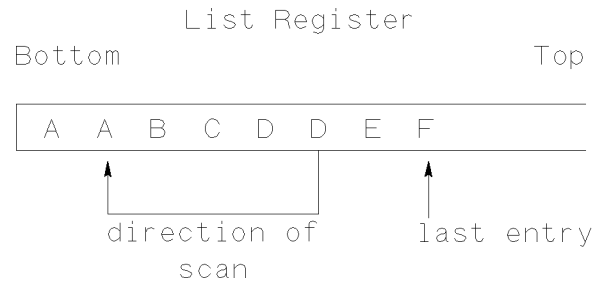 List Register
Bottom Top
A A B C D D E F
direction of last entry
scan